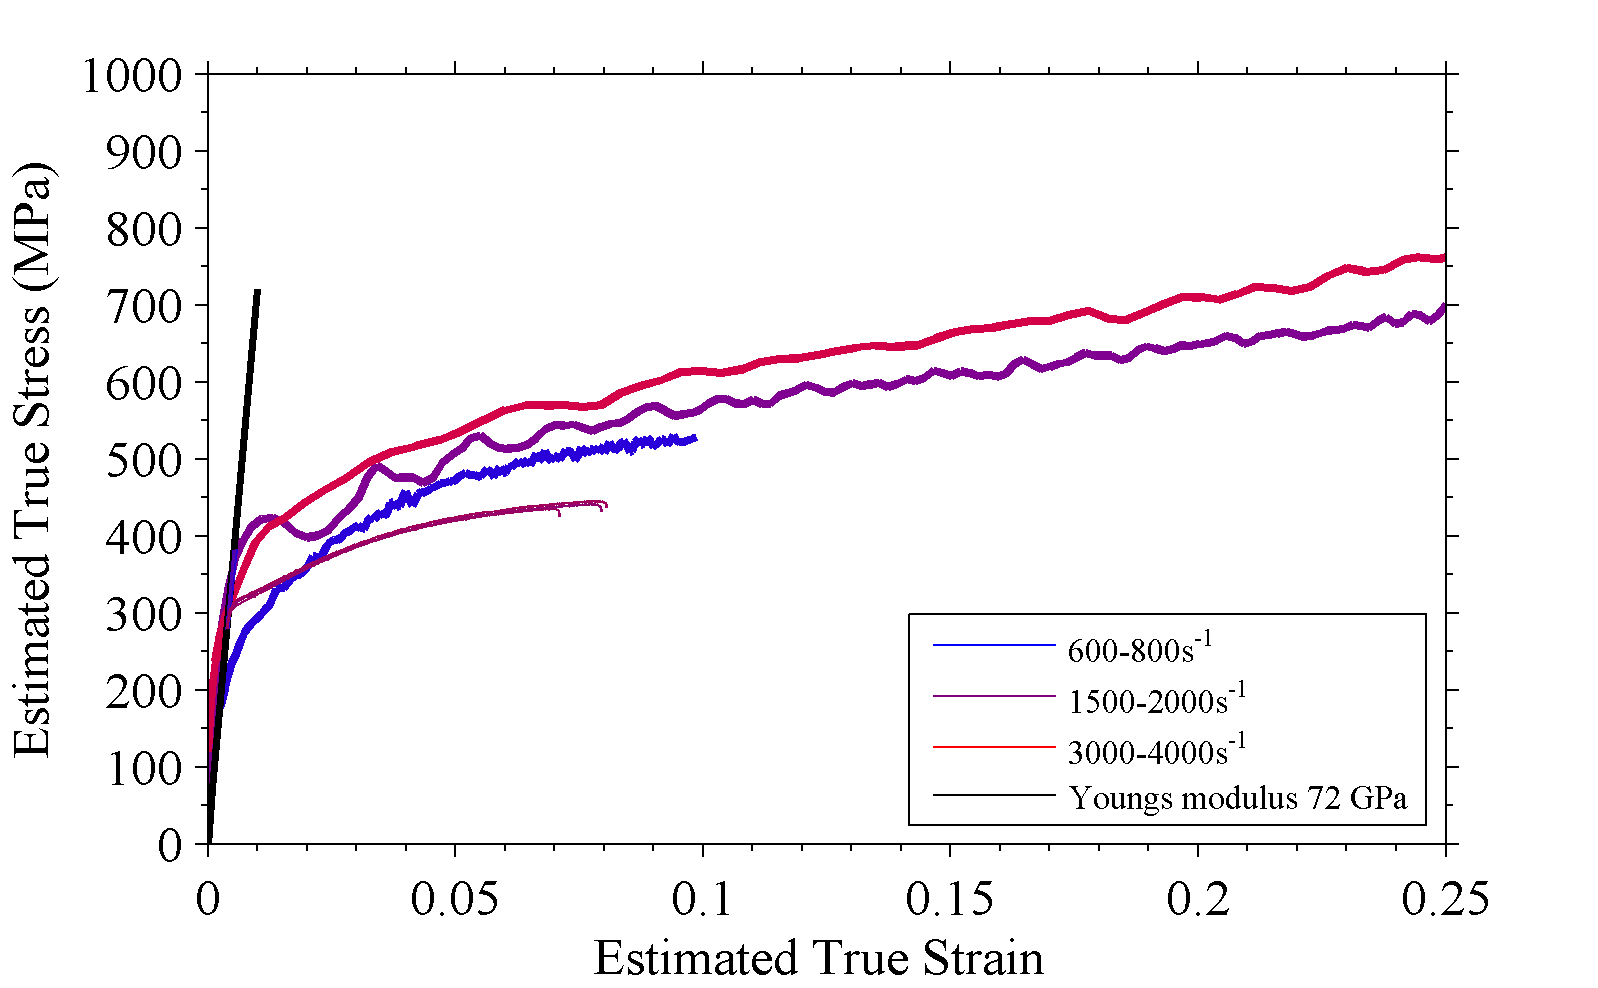 1000
900
800
700
600
500
400
300
200
100
0
Estimated True Stress (MPa)
600-800s-1
1500-2000s-1
3000-4000s-1
Youngs modulus 72 GPa
0 0.05 0.1 0.15 0.2 0.25
Estimated True Strain